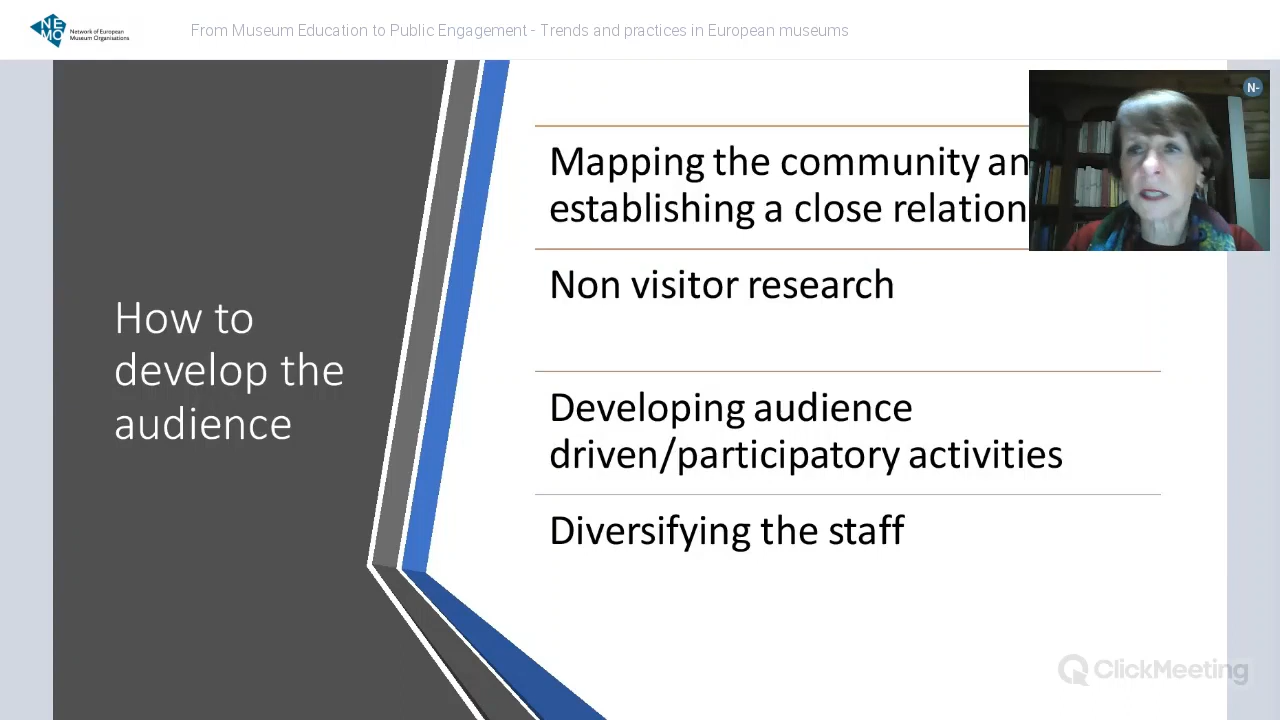 NEMO
Network of European
Museum Organisations
From Museum Education to Public Engagement - Trends and practices in European museums
N-
How to
develop the
audience
Mapping the community an
establishing a close relation
Non visitor research
Developing audience
driven/participatory activities
Diversifying the staff
ClickMeeting